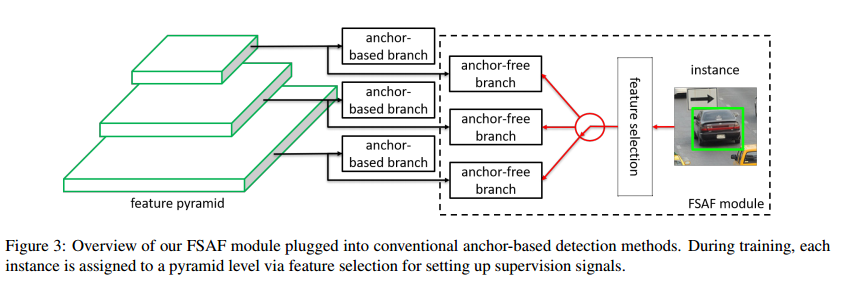 anchor-
based branch
anchor-free
branch
anchor-
based branch
anchor-free
branch
anchor-
based branch
anchor-free
branch
feature selection
instance
feature pyramid
FSAF module
Figure 3: Overview of our FSAF module plugged into conventional anchor-based detection methods. During training, each
instance is assigned to a pyramid level via feature selection for setting up supervision signals.